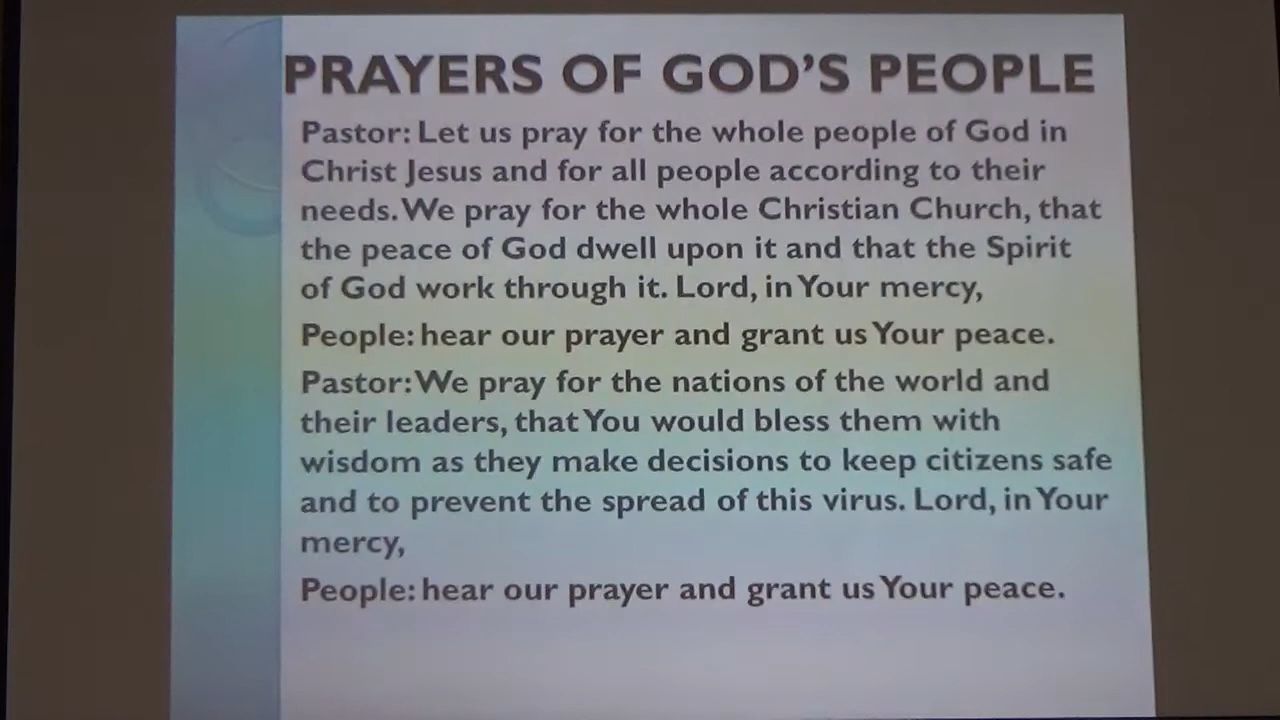 PRAYERS OF GOD’S PEOPLE
Pastor: Let us pray for the whole people of God in
Christ Jesus and for all people according to their
needs. We pray for the whole Christian Church, that
the peace of God dwell upon it and that the Spirit
of God work through it. Lord, in Your mercy,
People: hear our prayer and grant us Your peace.
Pastor: We pray for the nations of the world and
their leaders, that You would bless them with
wisdom as they make decisions to keep citizens safe
and to prevent the spread of this virus. Lord, in Your
mercy,
People: hear our prayer and grant us Your peace.